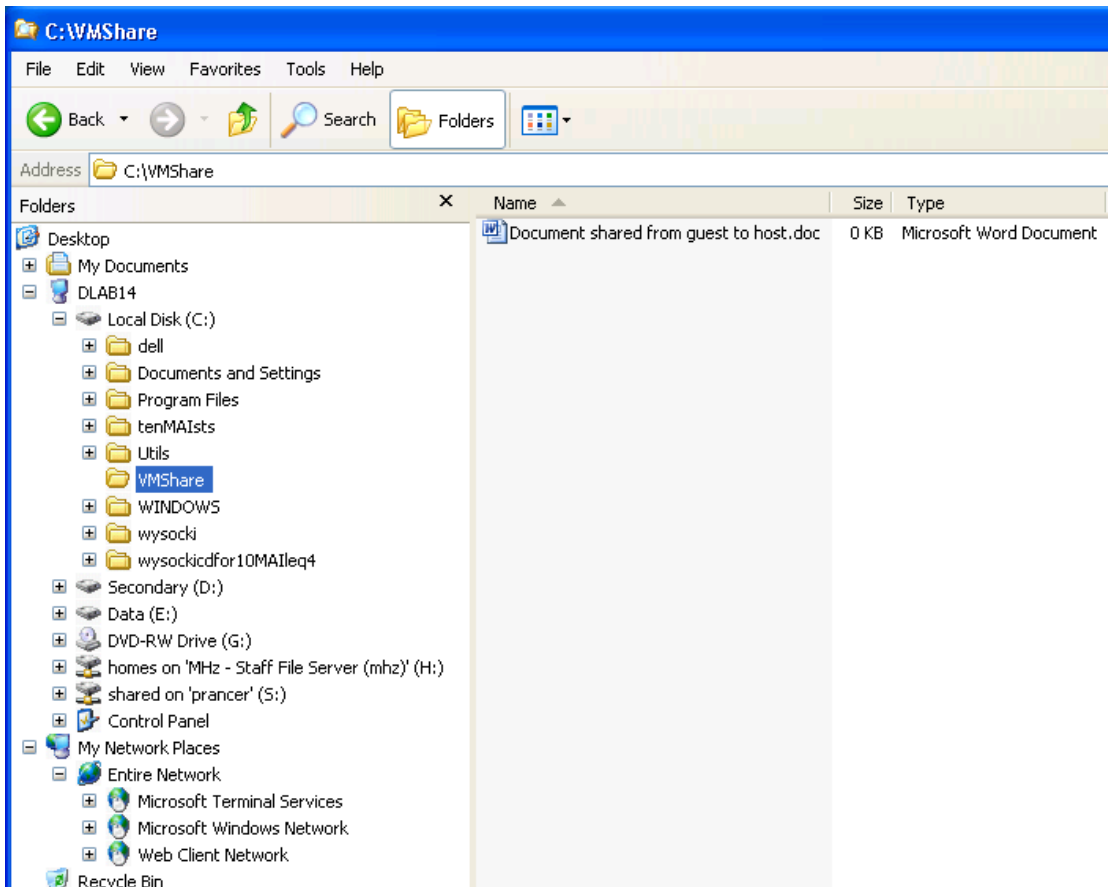 C:\VMShare
File Edit View Favorites Tools Help
Back Search Folders
Address C:\VMShare
Folders
Name Size Type
Document shared from guest to host.doc 0 KB Microsoft Word Document
Desktop
My Documents
DLAB14
Local Disk (C:)
dell
Documents and Settings
Program Files
tenMAIsts
Utils
VMShare
WINDOWS
wysocki
wysockicdfor10MAIleq4
Secondary (D:)
Data (E:)
DVD-RW Drive (G:)
homes on 'MHz - Staff File Server (mhz)' (H:)
shared on 'prancer' (S:)
Control Panel
My Network Places
Entire Network
Microsoft Terminal Services
Microsoft Windows Network
Web Client Network
Recycle Bin